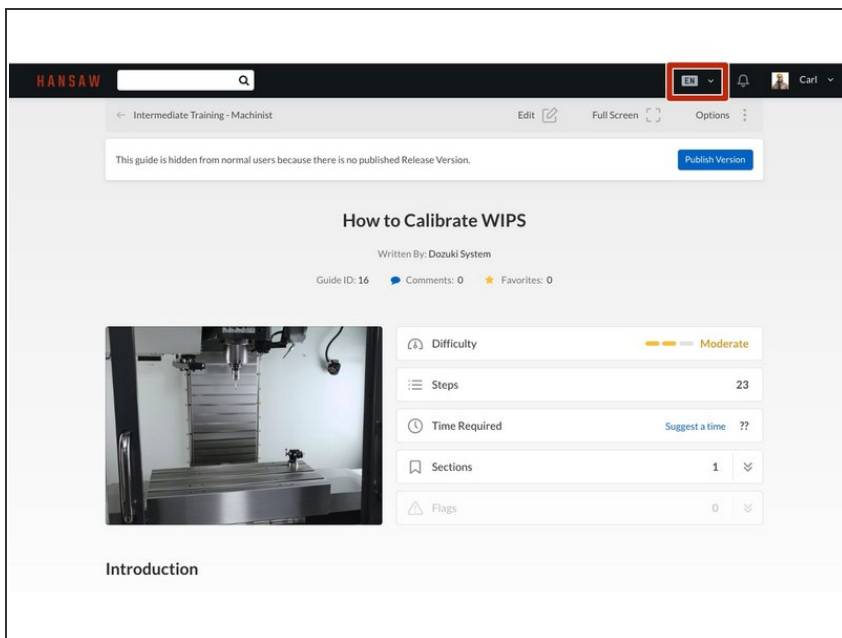 HANSAW
EN
Carl
Intermediate Training - Machinist
Edit
Full Screen
Options
This guide is hidden from normal users because there is no published Release Version.
Publish Version
How to Calibrate WIPS
Written By: Dozuki System
Guide ID: 16 Comments: 0 Favorites: 0
Difficulty
Moderate
Steps
23
Time Required
Suggest a time ??
Sections
1
Flags
0
Introduction